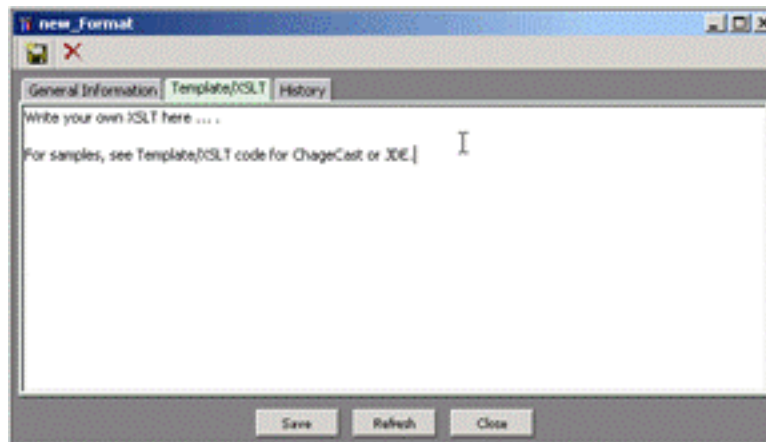 new_Format
General Information Template/XSLT History
Write your own XSLT here ... .
For samples, see Template/XSLT code for ChageCast or JDE.
Save Refresh Close